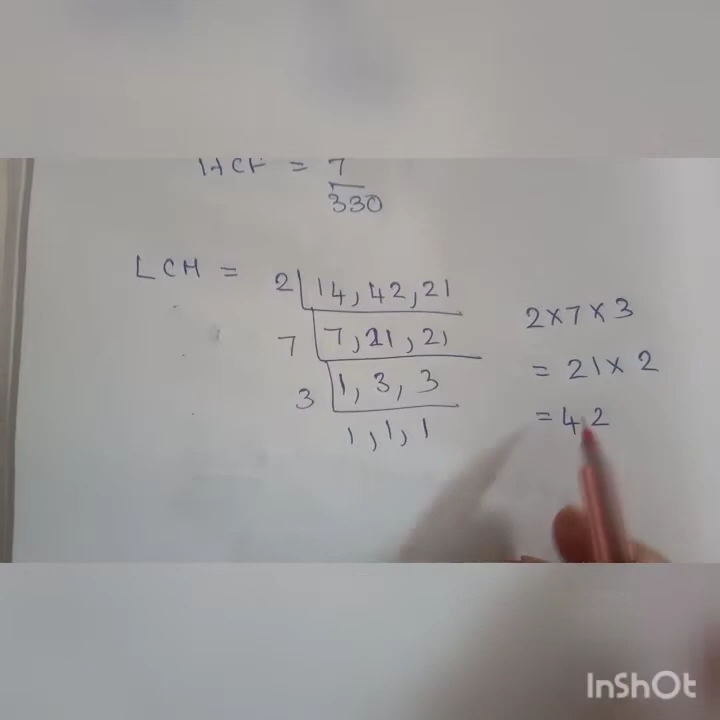 HCF = 7
330
LCM =
2 14, 42, 21
7 7, 21, 21
3 1, 3, 3
1, 1, 1
2×7×3
= 21×2
= 42
InShOt